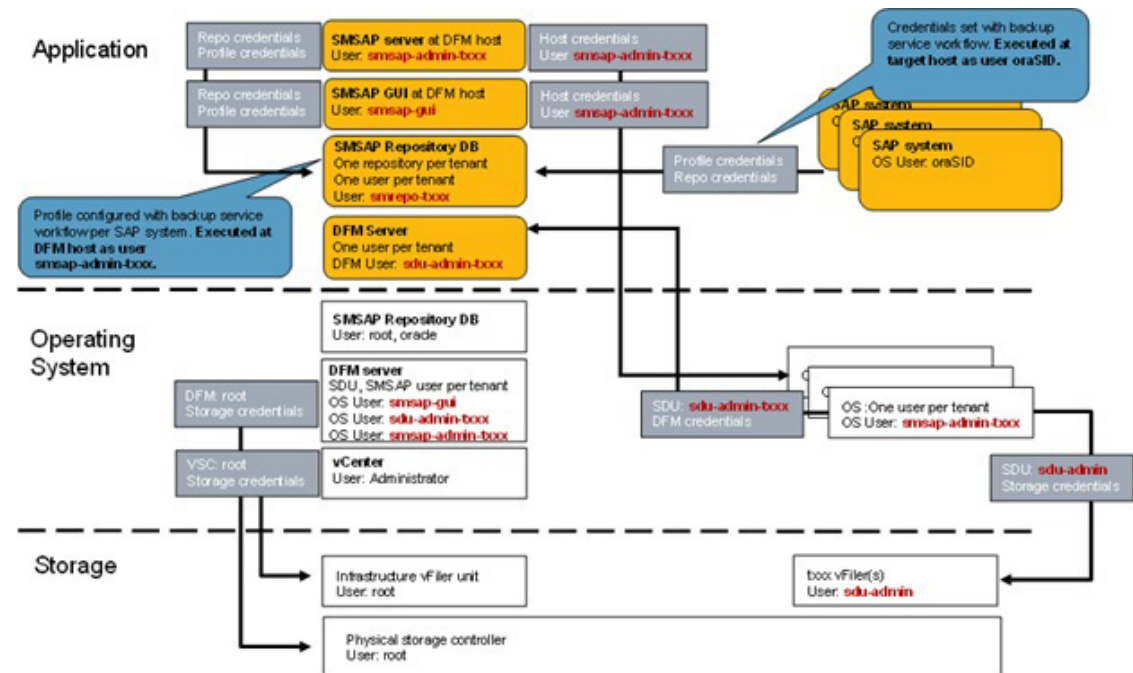 Application
Repo credentials
Profile credentials
SMSAP server at DFM host
User: smsap-admin-txxx
Host credentials
User smsap-admin-txxx
Credentials set with backup
service workflow. Executed at
target host as user oraSID.
Repo credentials
Profile credentials
SMSAP GUI at DFM host
User: smsap-gui
Host credentials
User smsap-admin-txxx
SAP system
SAP system
SAP system
OS User: oraSID
SMSAP Repository DB
One repository per tenant
One user per tenant
User: smrepo-txxx
Profile credentials
Repo credentials
Profile configured with backup service
workflow per SAP system. Executed at
DFM host as user
smsap-admin-txxx.
DFM Server
One user per tenant
DFM User: sdu-admin-txxx
Operating
System
SMSAP Repository DB
User: root, oracle
DFM: root
Storage credentials
DFM server
SDU, SMSAP user per tenant
OS User: smsap-gui
OS User: sdu-admin-txxx
OS User: smsap-admin-txxx
SDU: sdu-admin-txxx
DFM credentials
OS :One user per tenant
OS User: smsap-admin-txxx
VSC: root
Storage credentials
vCenter
User: Administrator
SDU: sdu-admin
Storage credentials
Storage
Infrastructure vFiler unit
User: root
txxx vFiler(s)
User: sdu-admin
Physical storage controller
User: root